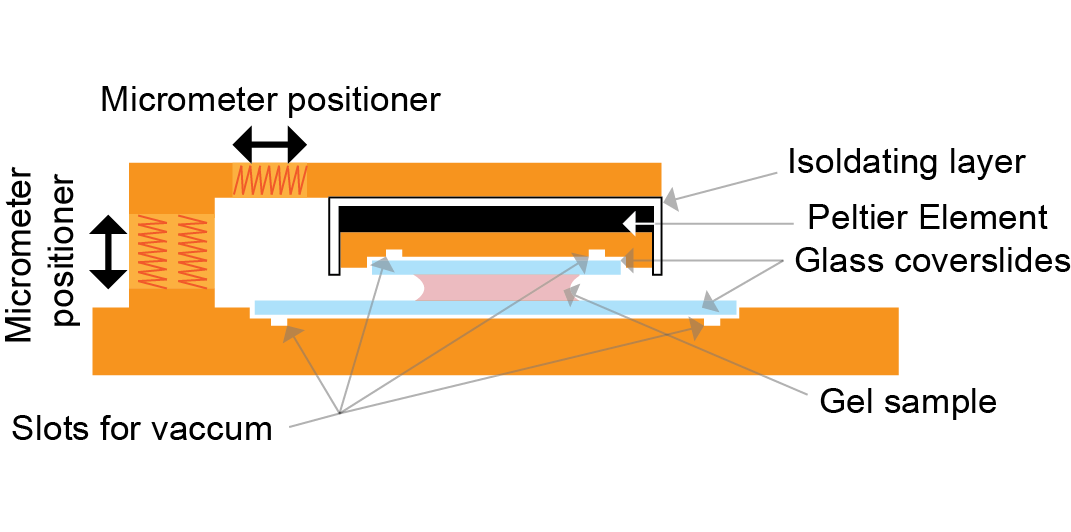 Micrometer positioner
Micrometer
positioner
Isoldating layer
Peltier Element
Glass coverslides
Gel sample
Slots for vaccum